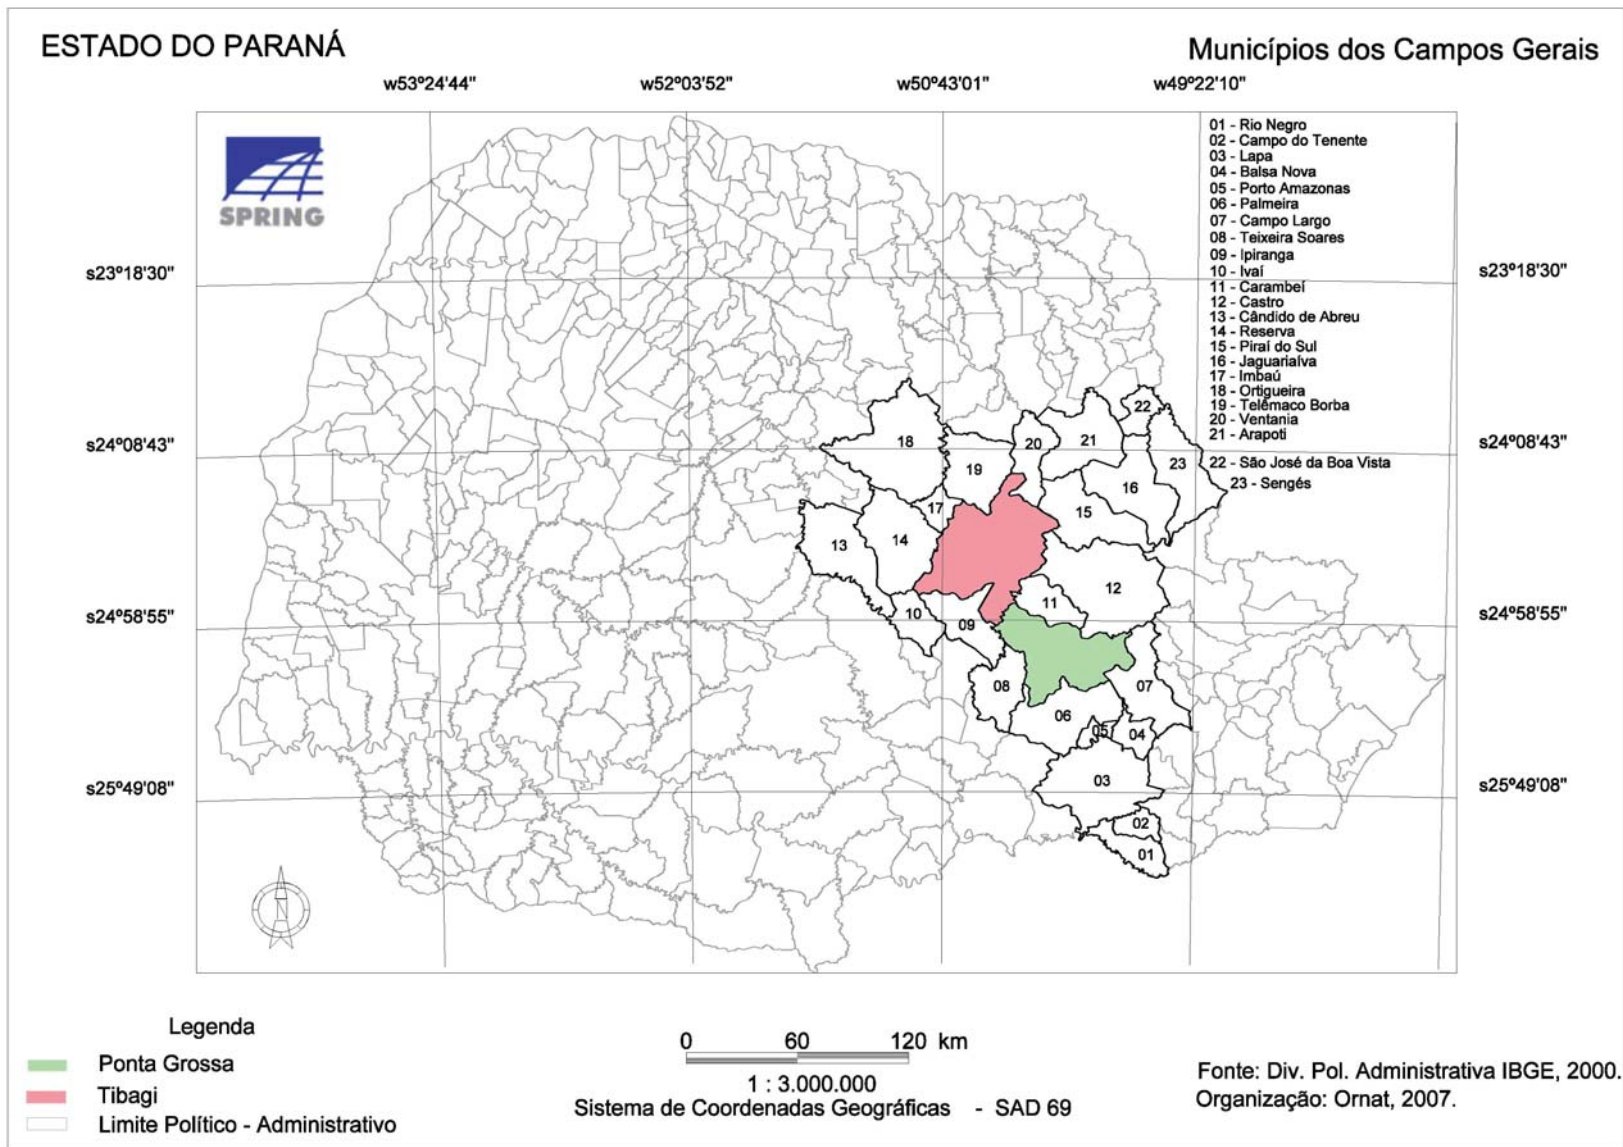 ESTADO DO PARANÁ
Municípios dos Campos Gerais
w53º24'44" w52º03'52" w50º43'01" w49º22'10"
SPRING
01 - Rio Negro
02 - Campo do Tenente
03 - Lapa
04 - Balsa Nova
05 - Porto Amazonas
06 - Palmeira
07 - Campo Largo
08 - Teixeira Soares
09 - Ipiranga
10 - Ivaí
11 - Carambeí
12 - Castro
13 - Cândido de Abreu
14 - Reserva
15 - Piraí do Sul
16 - Jaguariaíva
17 - Imbaú
18 - Ortigueira
19 - Telêmaco Borba
20 - Ventania
21 - Arapoti
22 - São José da Boa Vista
23 - Sengés
s23º18'30" s23º18'30"
s24º08'43" s24º08'43"
s24º58'55" s24º58'55"
s25º49'08" s25º49'08"
22
18
20
21
19
23
16
17
15
14
13
12
11
10
09
08
07
06
05
04
03
02
01
N
Legenda
Ponta Grossa
Tibagi
Limite Político - Administrativo
0 60 120 km
1 : 3.000.000
Sistema de Coordenadas Geográficas - SAD 69
Fonte: Div. Pol. Administrativa IBGE, 2000.
Organização: Ornat, 2007.